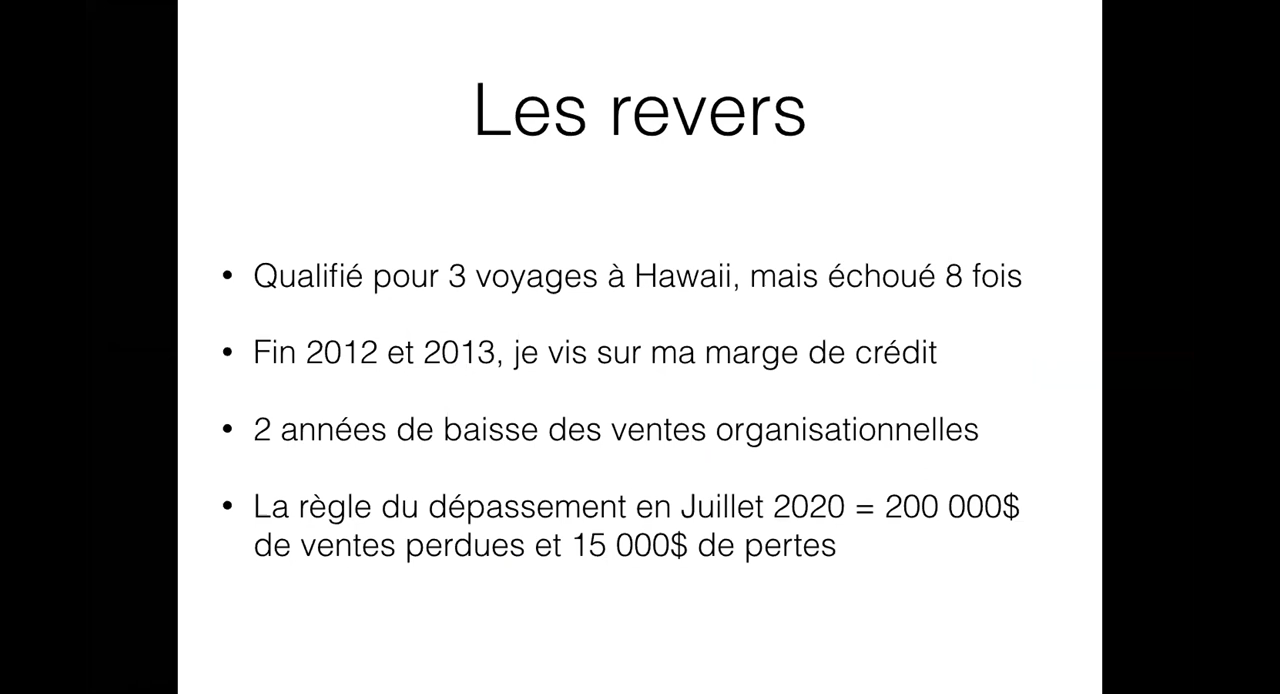 Les revers
• Qualifié pour 3 voyages à Hawaii, mais échoué 8 fois
• Fin 2012 et 2013, je vis sur ma marge de crédit
• 2 années de baisse des ventes organisationnelles
• La règle du dépassement en Juillet 2020 = 200 000$
de ventes perdues et 15 000$ de pertes